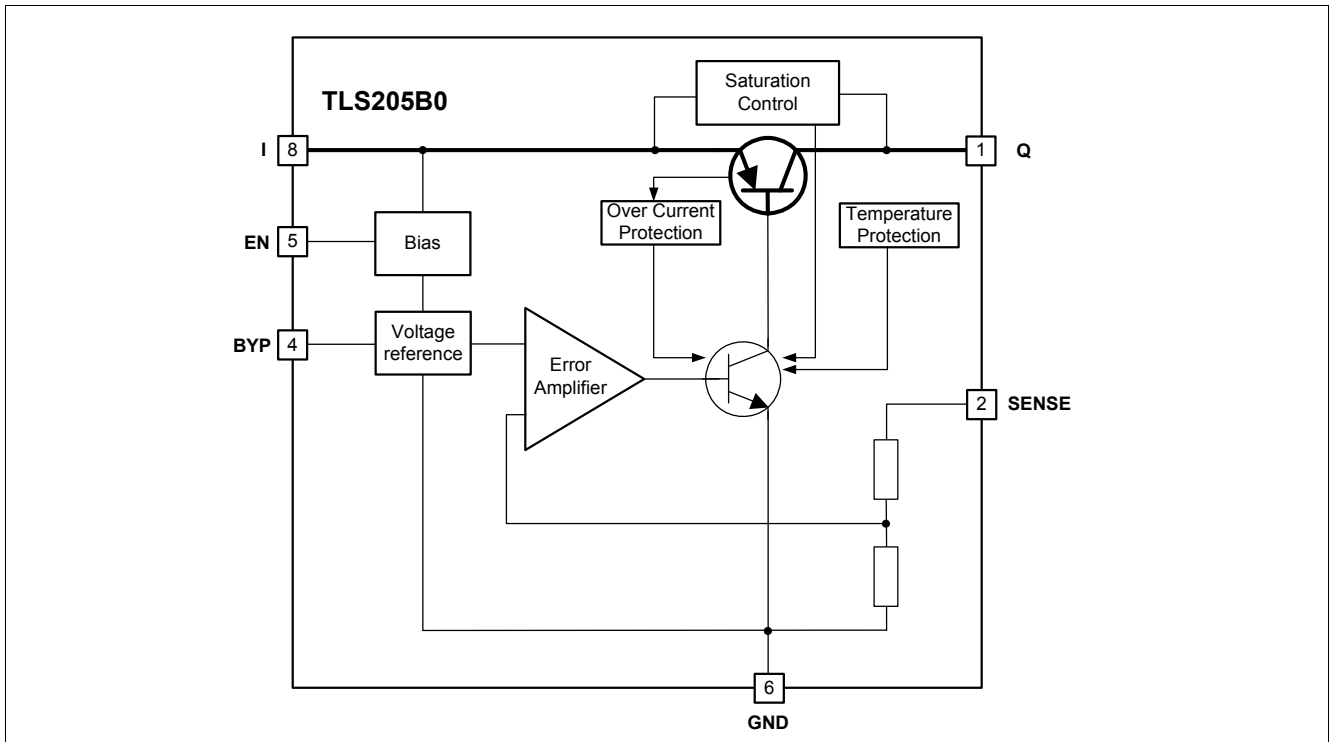 TLS205B0
Saturation
Control
I
8
1
Q
Over Current
Protection
Temperature
Protection
EN
5
Bias
BYP
4
Voltage
reference
Error
Amplifier
2
SENSE
6
GND